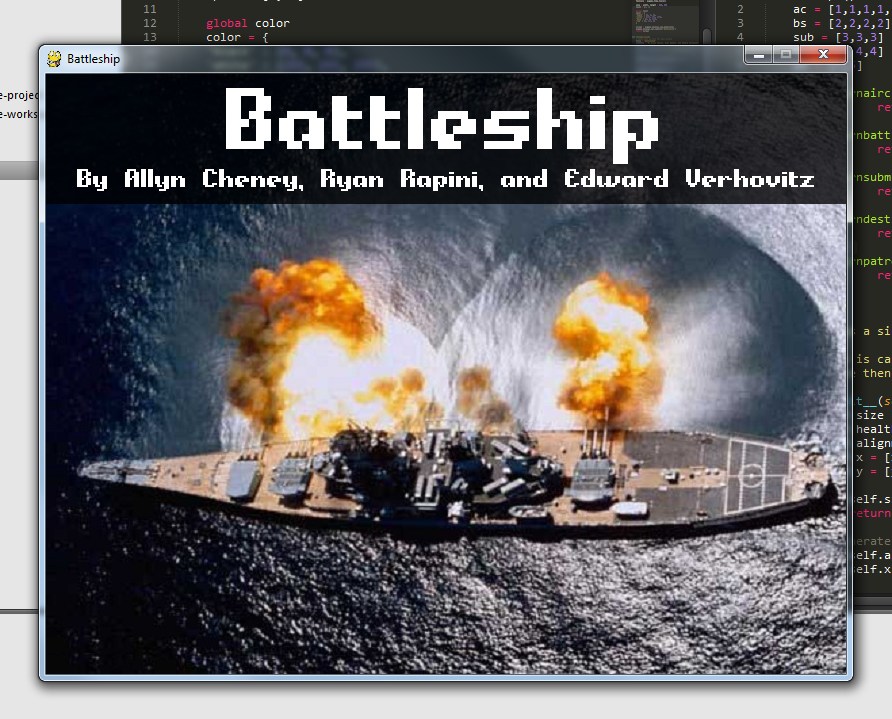 11
12 global color
13 color = {
2 ac = [1,1,1,1,
3 bs = [2,2,2,2]
4 sub = [3,3,3]
4,4]
Battleship
Battleship
By Allyn Cheney, Ryan Rapini, and Edward Verhovitz
e-projec
e-works
nairc
re
nbatt
re
nsubm
re
ndest
re
npatr
re
a si
is ca
then
t__(s
size
healt
align
x = [
y = [
elf.s
eturn
nerate
elf.a
elf.x